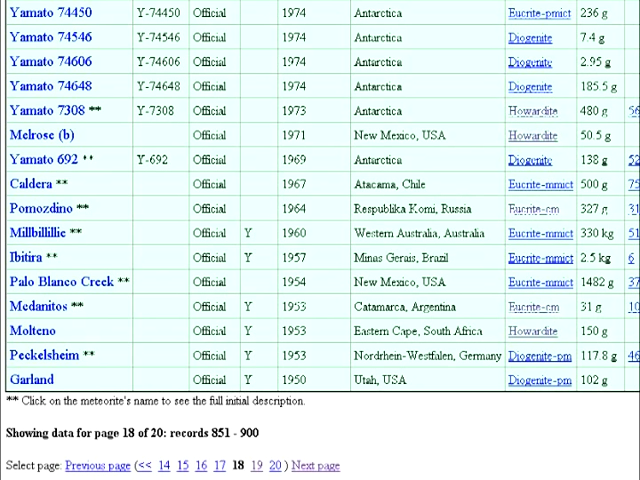 Yamato 74450 Y-74450 Official 1974 Antarctica Eucrite-pmict 236 g
Yamato 74546 Y-74546 Official 1974 Antarctica Diogenite 7.4 g
Yamato 74606 Y-74606 Official 1974 Antarctica Diogenite 2.95 g
Yamato 74648 Y-74648 Official 1974 Antarctica Diogenite 185.5 g
Yamato 7308 ** Y-7308 Official 1973 Antarctica Howardite 480 g 56
Melrose (b) Official 1971 New Mexico, USA Howardite 50.5 g
Yamato 692 ** Y-692 Official 1969 Antarctica Diogenite 138 g 52
Caldera ** Official 1967 Atacama, Chile Eucrite-mmict 500 g 75
Pomozdino ** Official 1964 Respublika Komi, Russia Eucrite-cm 327 g 31
Millbillillie ** Official Y 1960 Western Australia, Australia Eucrite-mmict 330 kg 51
Ibitira ** Official Y 1957 Minas Gerais, Brazil Eucrite-mmict 2.5 kg 6
Palo Blanco Creek ** Official 1954 New Mexico, USA Eucrite-mmict 1482 g 37
Medanitos ** Official Y 1953 Catamarca, Argentina Eucrite-cm 31 g 10
Molteno Official Y 1953 Eastern Cape, South Africa Howardite 150 g
Peckelsheim ** Official Y 1953 Nordrhein-Westfalen, Germany Diogenite-pm 117.8 g 46
Garland Official Y 1950 Utah, USA Diogenite-pm 102 g
** Click on the meteorite's name to see the full initial description.
Showing data for page 18 of 20: records 851 - 900
Select page: Previous page (<< 14 15 16 17 18 19 20 ) Next page